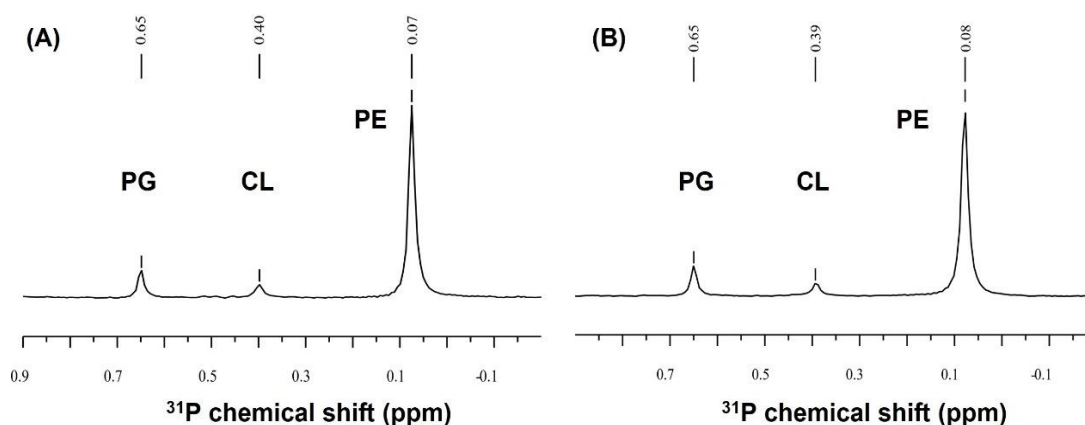 (A)
0.65
0.40
0.07
PE
PG
CL
0.9
0.7
0.5
0.3
0.1
-0.1
³¹P chemical shift (ppm)
(B)
0.65
0.39
0.08
PE
PG
CL
0.7
0.5
0.3
0.1
-0.1
³¹P chemical shift (ppm)